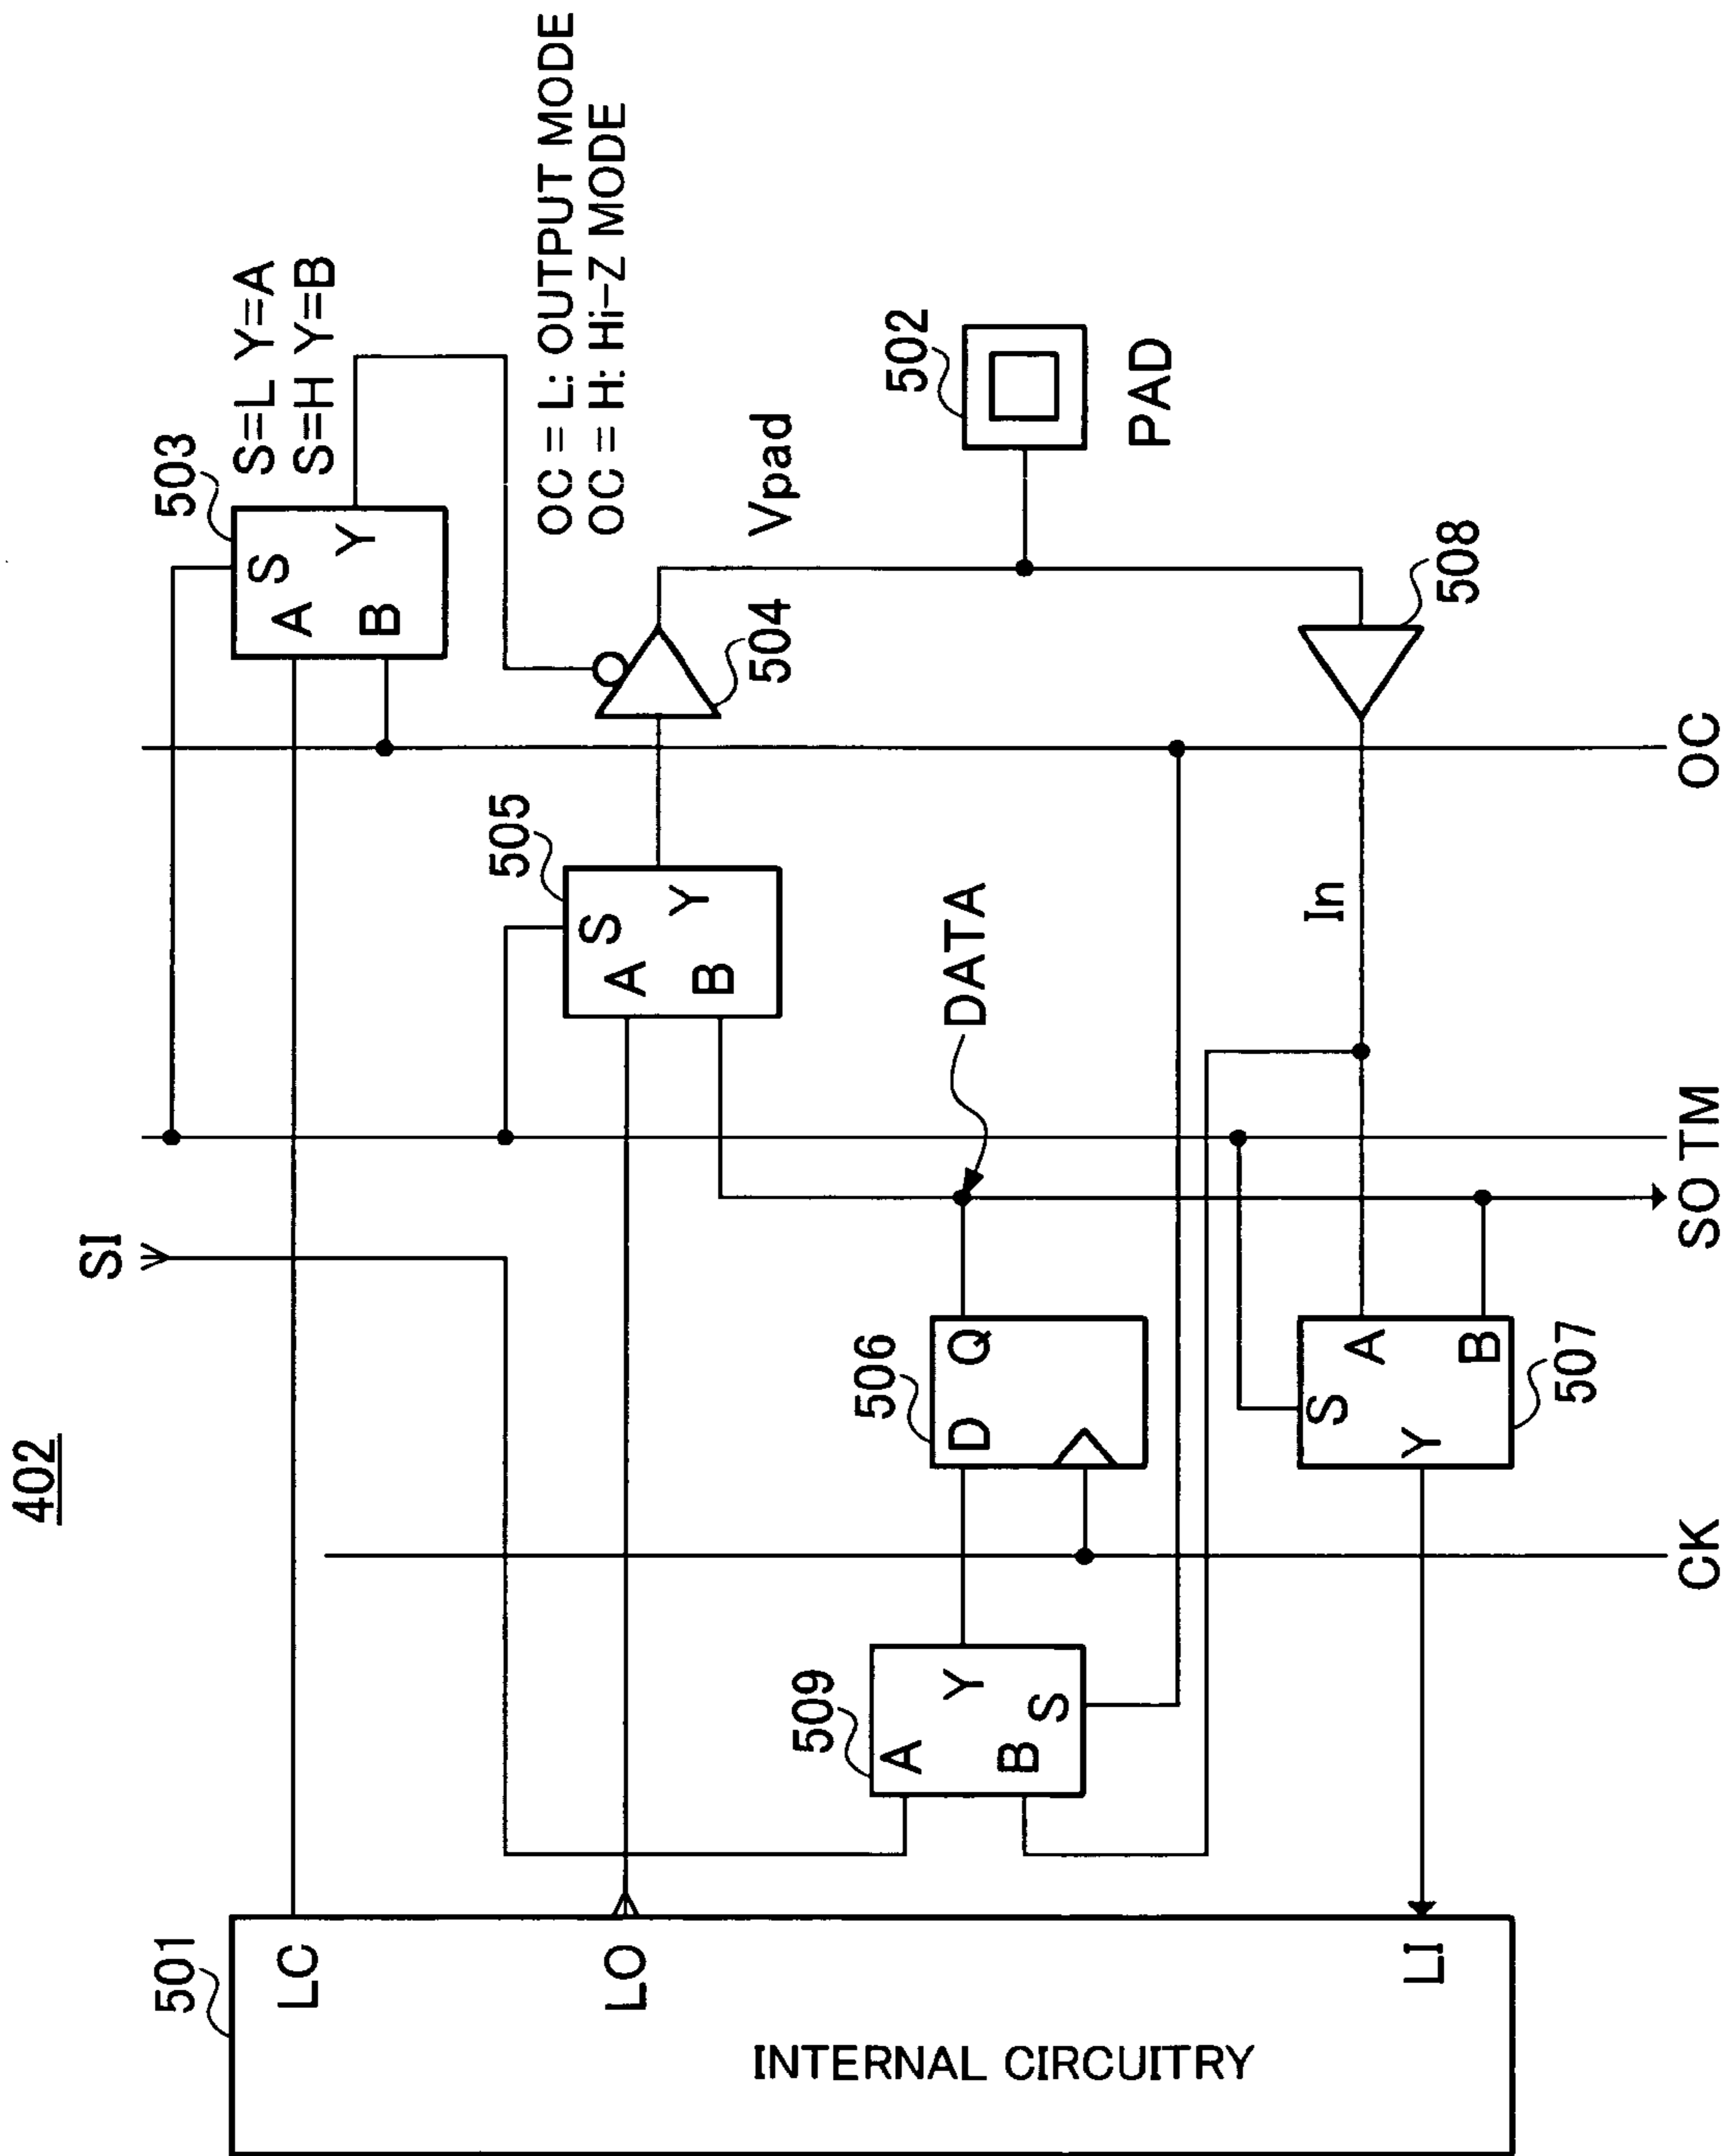 402
SI
501
LC
LO
LI
INTERNAL CIRCUITRY
503
S
A
Y
B
S=L Y=A
S=H Y=B
505
S
A
Y
B
504
OC = L: OUTPUT MODE
OC = H: Hi-Z MODE
Vpad
509
A
Y
B
S
506
D
Q
DATA
502
PAD
In
508
S
A
Y
B
507
CK
SO
TM
OC